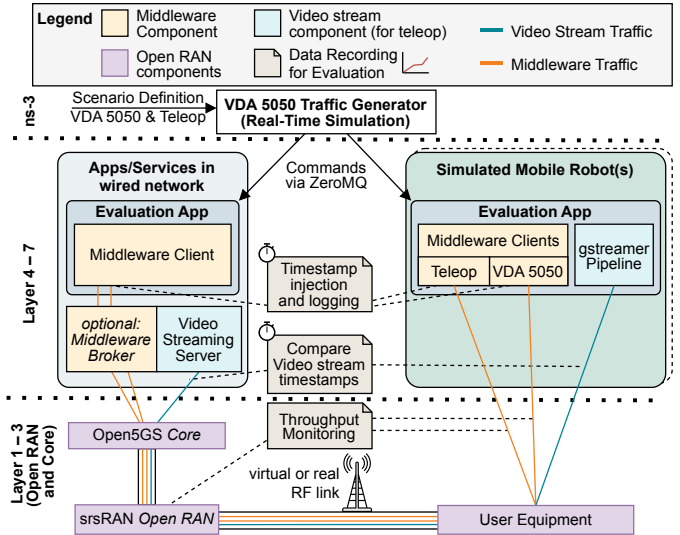 Legend
Middleware
Component
Video stream
component (for teleop)
Video Stream Traffic
Open RAN
components
Data Recording
for Evaluation
Middleware Traffic
ns-3
Scenario Definition
VDA 5050 & Teleop
VDA 5050 Traffic Generator
(Real-Time Simulation)
Layer 4 – 7
Apps/Services in
wired network
Commands
via ZeroMQ
Simulated Mobile Robot(s)
Evaluation App
Middleware Client
Evaluation App
Middleware Clients
Teleop
VDA 5050
gstreamer
Pipeline
Timestamp
injection
and logging
optional:
Middleware
Broker
Video
Streaming
Server
Compare
Video stream
timestamps
Layer 1 – 3
(Open RAN
and Core)
Open5GS Core
Throughput
Monitoring
virtual or real
RF link
srsRAN Open RAN
User Equipment